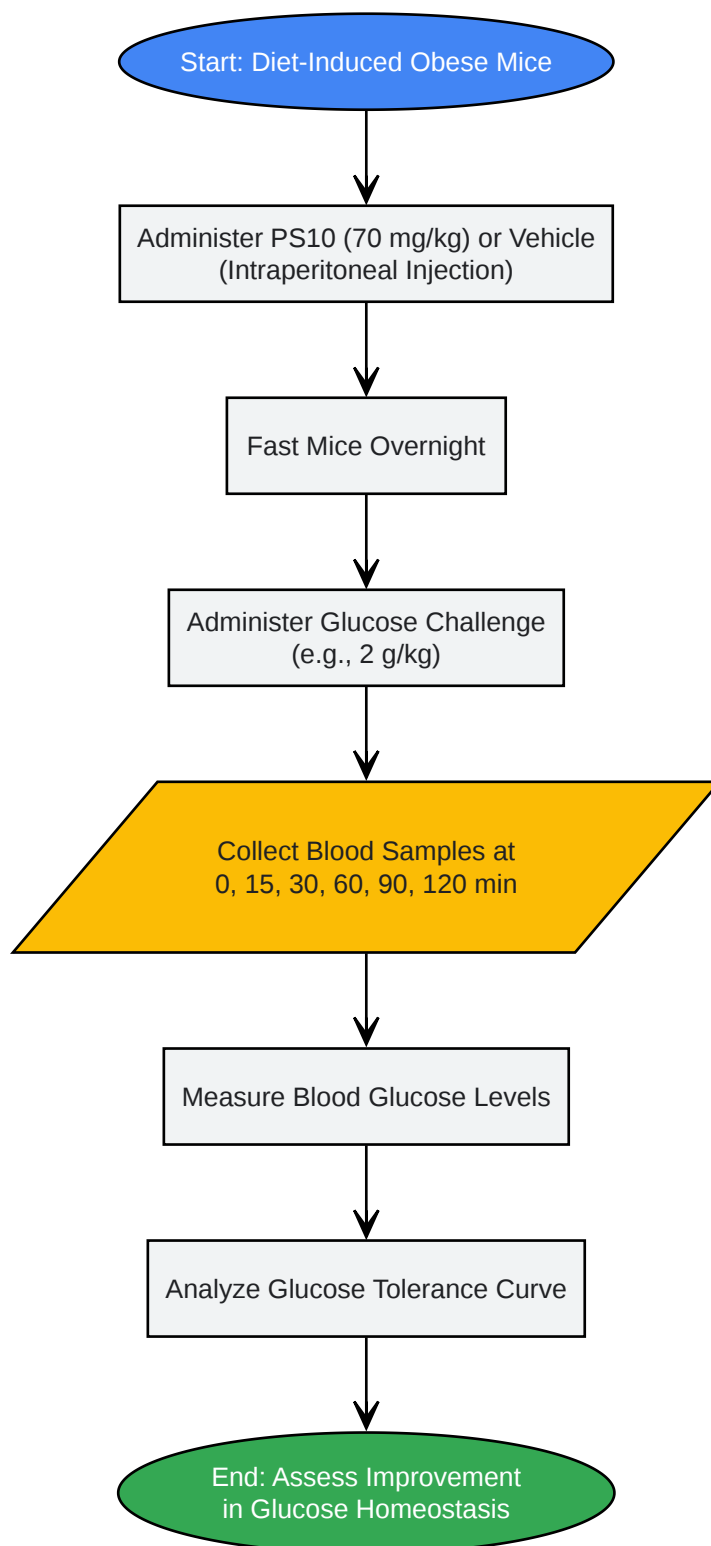 Start: Diet-Induced Obese Mice
Administer PS10 (70 mg/kg) or Vehicle
(Intraperitoneal Injection)
Fast Mice Overnight
Administer Glucose Challenge
(e.g., 2 g/kg)
Collect Blood Samples at
0, 15, 30, 60, 90, 120 min
Measure Blood Glucose Levels
Analyze Glucose Tolerance Curve
End: Assess Improvement
in Glucose Homeostasis